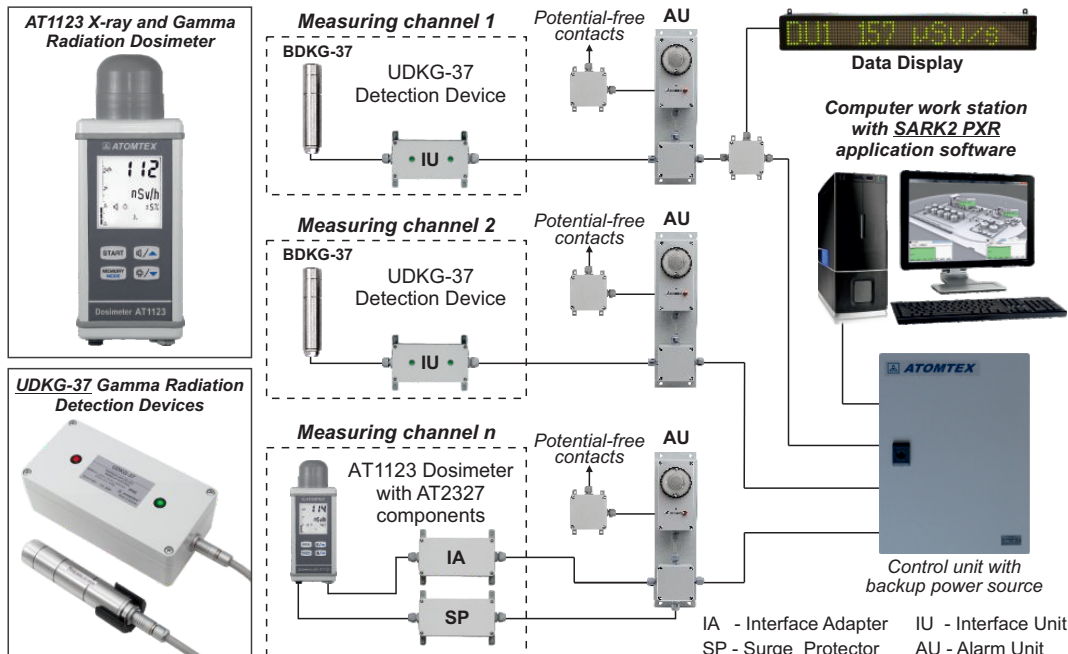 AT1123 X-ray and Gamma
Radiation Dosimeter
ATOMTEX
112
nSv/h
±5%
START
MEMORY
MODE
Dosimeter AT1123
UDKG-37 Gamma Radiation
Detection Devices
UDKG-37
Measuring channel 1
BDKG-37
UDKG-37
Detection Device
IU
Potential-free
contacts
AU
DU1 157 µSv/s
Data Display
Measuring channel 2
BDKG-37
UDKG-37
Detection Device
IU
Potential-free
contacts
AU
Measuring channel n
AT1123 Dosimeter
with AT2327
components
114
nSv/h
IA
SP
Potential-free
contacts
AU
Computer work station
with SARK2 PXR
application software
ATOMTEX
Control unit with
backup power source
IA - Interface Adapter
IU - Interface Unit
SP - Surge Protector
AU - Alarm Unit